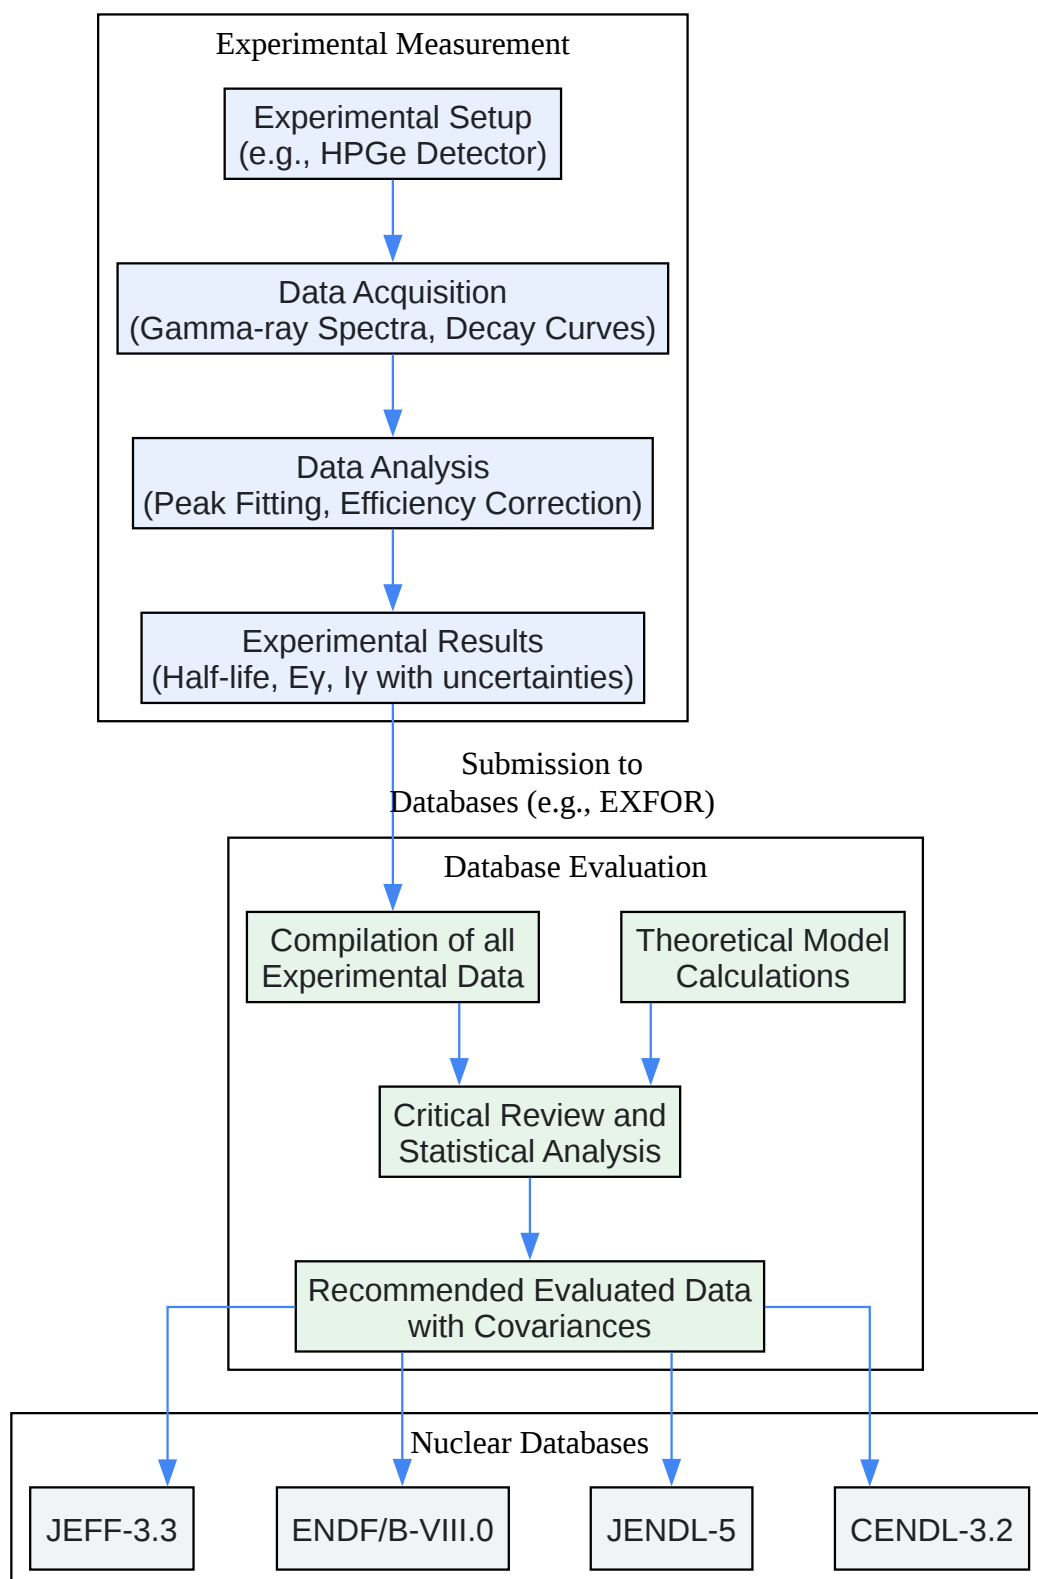 Experimental Measurement
Experimental Setup
(e.g., HPGe Detector)
Data Acquisition
(Gamma-ray Spectra, Decay Curves)
Data Analysis
(Peak Fitting, Efficiency Correction)
Experimental Results
(Half-life, Eγ, Iγ with uncertainties)
Submission to
Databases (e.g., EXFOR)
Database Evaluation
Compilation of all
Experimental Data
Theoretical Model
Calculations
Critical Review and
Statistical Analysis
Recommended Evaluated Data
with Covariances
Nuclear Databases
JEFF-3.3
ENDF/B-VIII.0
JENDL-5
CENDL-3.2